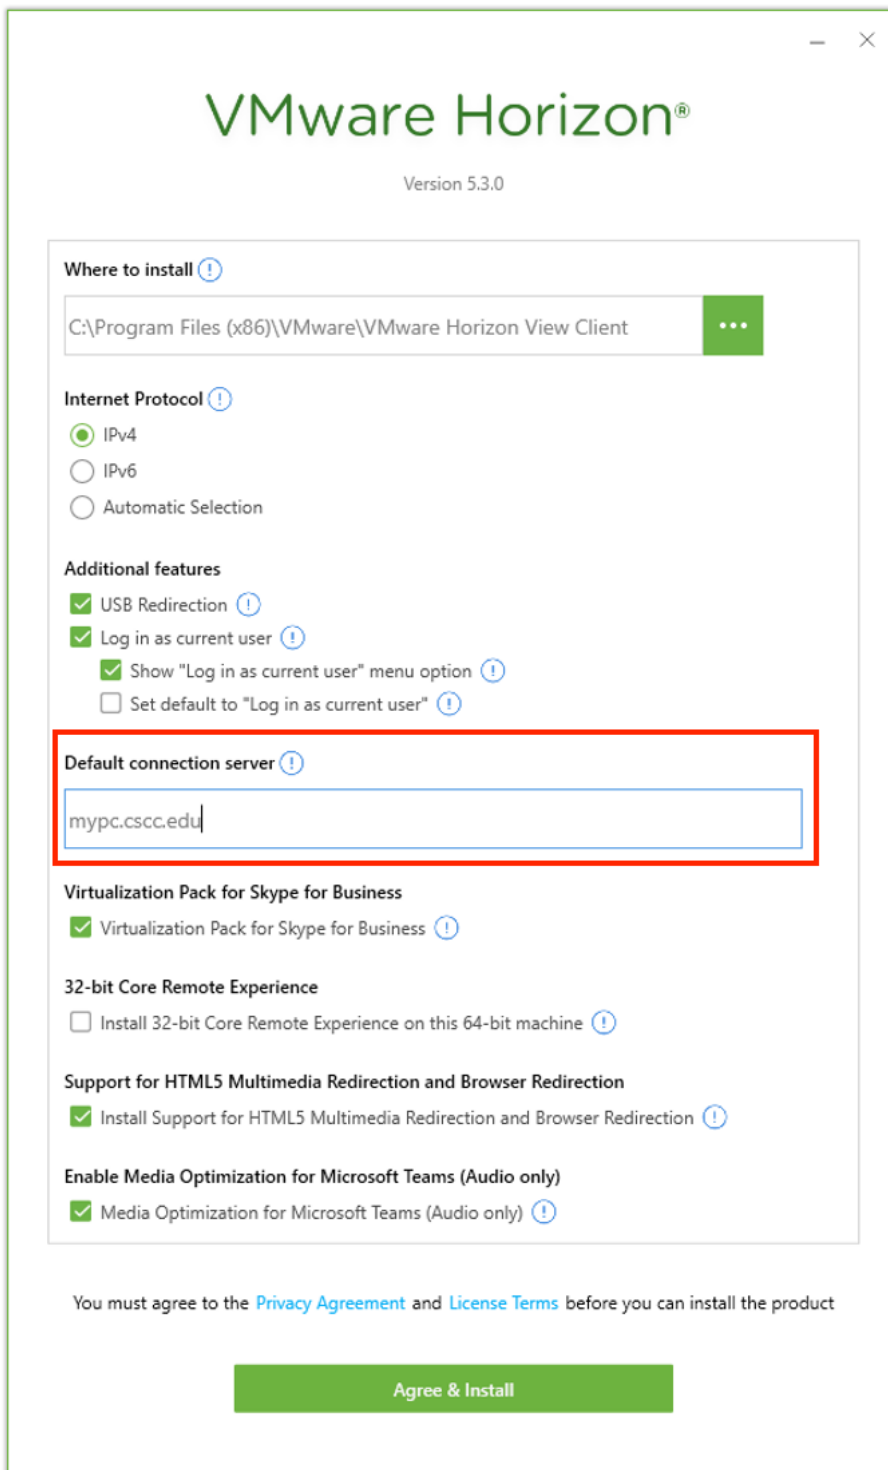 VMware Horizon®
Version 5.3.0
Where to install
C:\Program Files (x86)\VMware\VMware Horizon View Client
Internet Protocol
IPv4
IPv6
Automatic Selection
Additional features
USB Redirection
Log in as current user
Show "Log in as current user" menu option
Set default to "Log in as current user"
Default connection server
mypc.cscc.edu
Virtualization Pack for Skype for Business
Virtualization Pack for Skype for Business
32-bit Core Remote Experience
Install 32-bit Core Remote Experience on this 64-bit machine
Support for HTML5 Multimedia Redirection and Browser Redirection
Install Support for HTML5 Multimedia Redirection and Browser Redirection
Enable Media Optimization for Microsoft Teams (Audio only)
Media Optimization for Microsoft Teams (Audio only)
You must agree to the Privacy Agreement and License Terms before you can install the product
Agree & Install